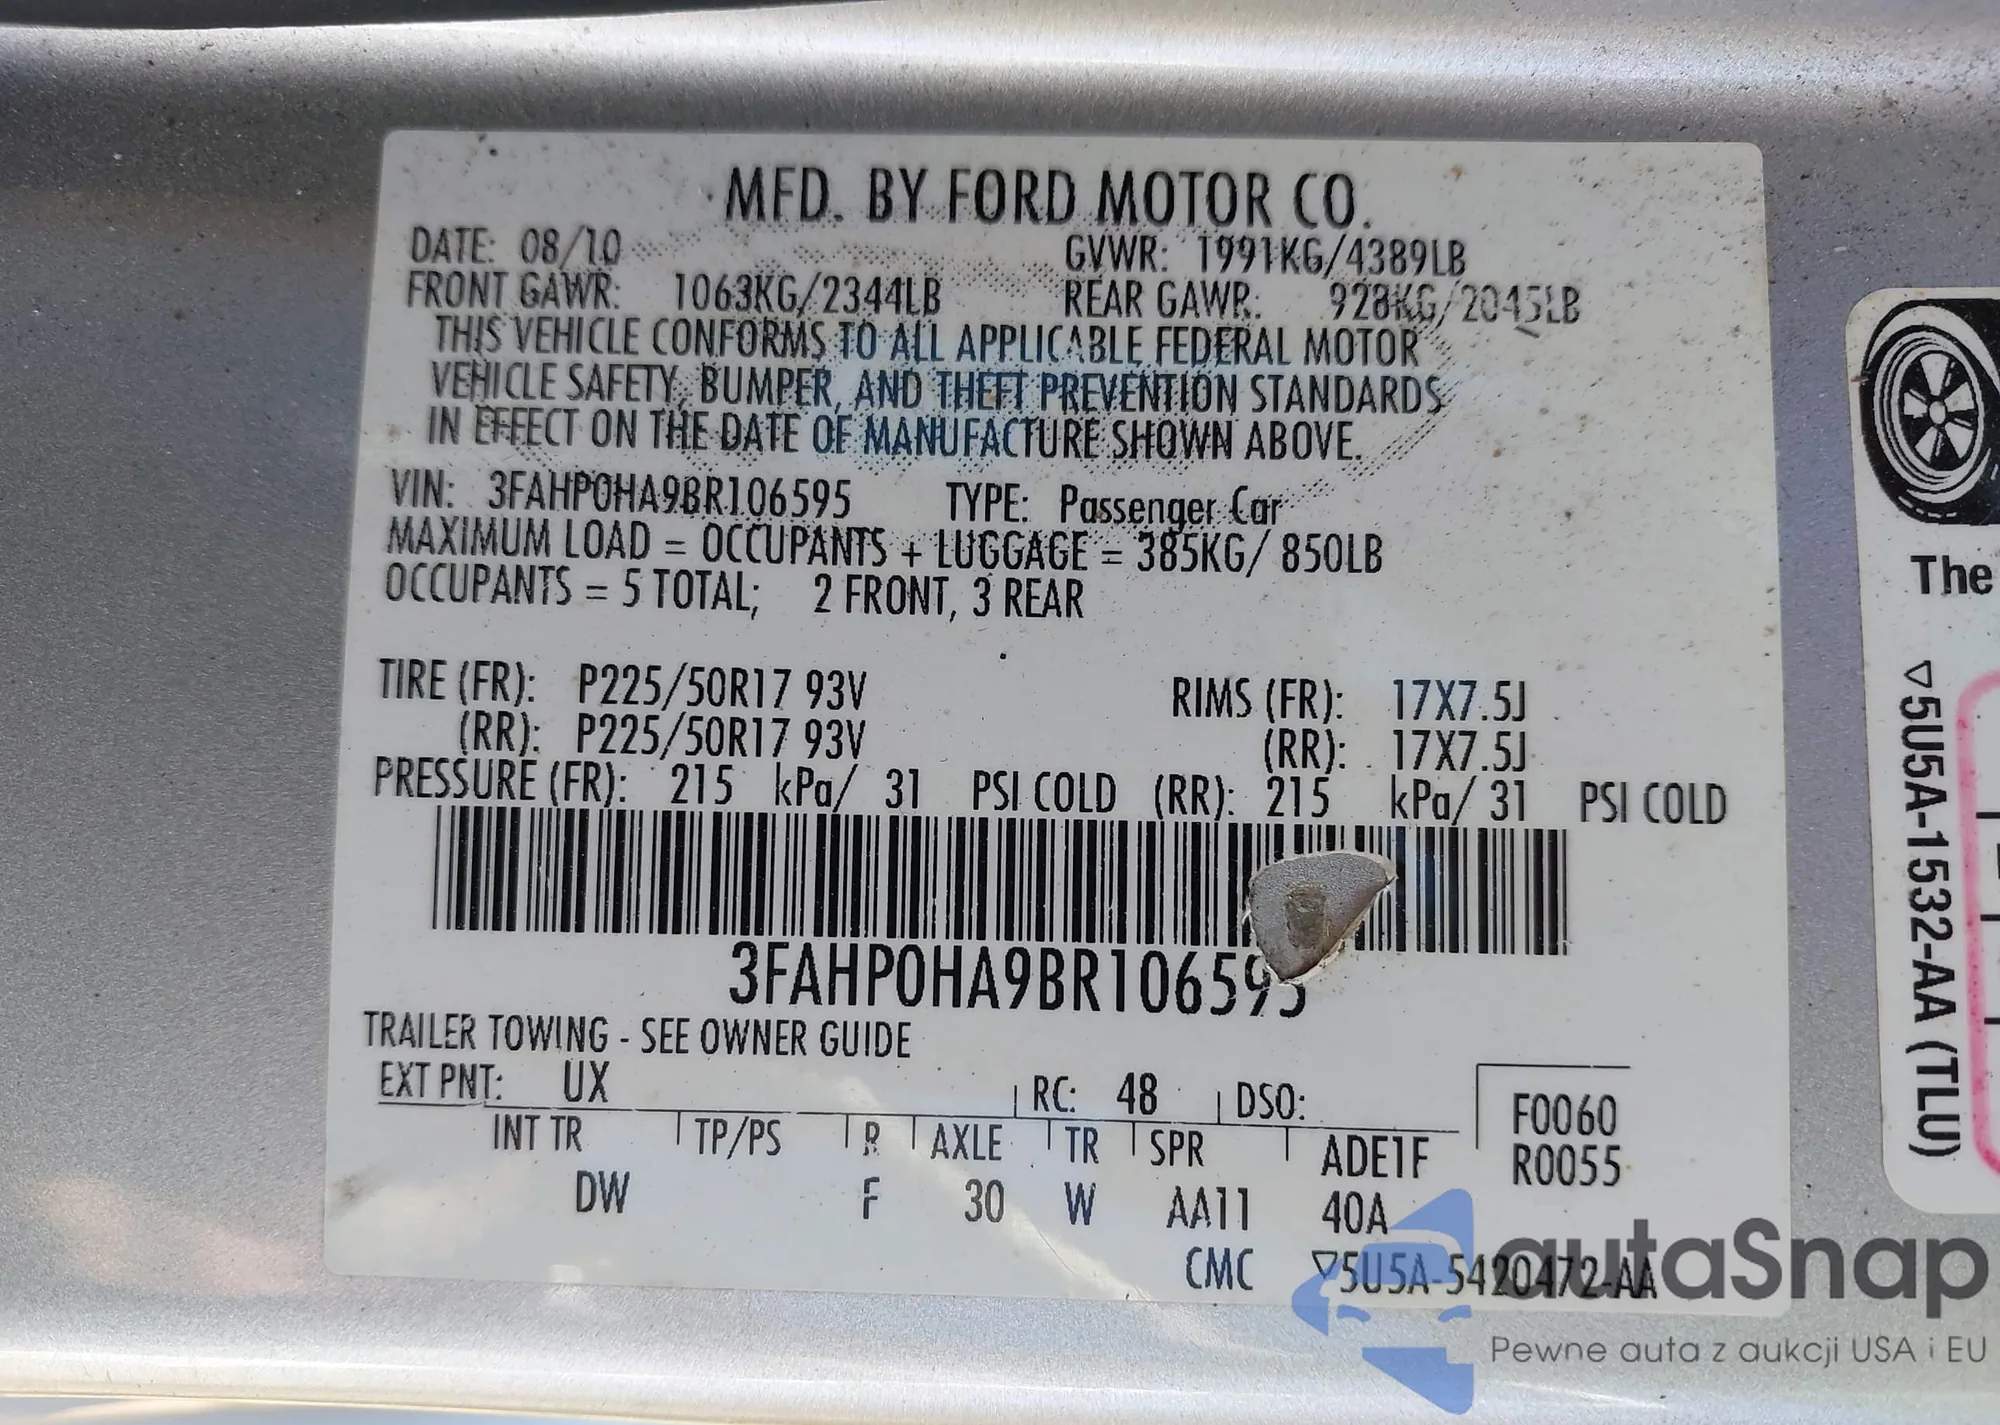 MFD. BY FORD MOTOR CO.
DATE: 08/10 GVWR: 1991KG/4389LB
FRONT GAWR: 1063KG/2344LB REAR GAWR: 928KG/2045LB
THIS VEHICLE CONFORMS TO ALL APPLICABLE FEDERAL MOTOR
VEHICLE SAFETY, BUMPER, AND THEFT PREVENTION STANDARDS
IN EFFECT ON THE DATE OF MANUFACTURE SHOWN ABOVE.
VIN: 3FAHP0HA9BR106595 TYPE: Passenger Car
MAXIMUM LOAD = OCCUPANTS + LUGGAGE = 385KG/ 850LB
OCCUPANTS = 5 TOTAL; 2 FRONT, 3 REAR
TIRE (FR): P225/50R17 93V RIMS (FR): 17X7.5J
(RR): P225/50R17 93V (RR): 17X7.5J
PRESSURE (FR): 215 kPa/ 31 PSI COLD (RR): 215 kPa/ 31 PSI COLD
3FAHP0HA9BR106595
TRAILER TOWING - SEE OWNER GUIDE
EXT PNT: UX RC: 48 DSO: F0060
R0055
INT TR TP/PS R AXLE TR SPR ADE1F
DW F 30 W AA11 40A
CMC ▽5U5A-5420472-AA
The
▽5U5A-1532-AA (TLU)
autaSnap
Pewne auta z aukcji USA i EU